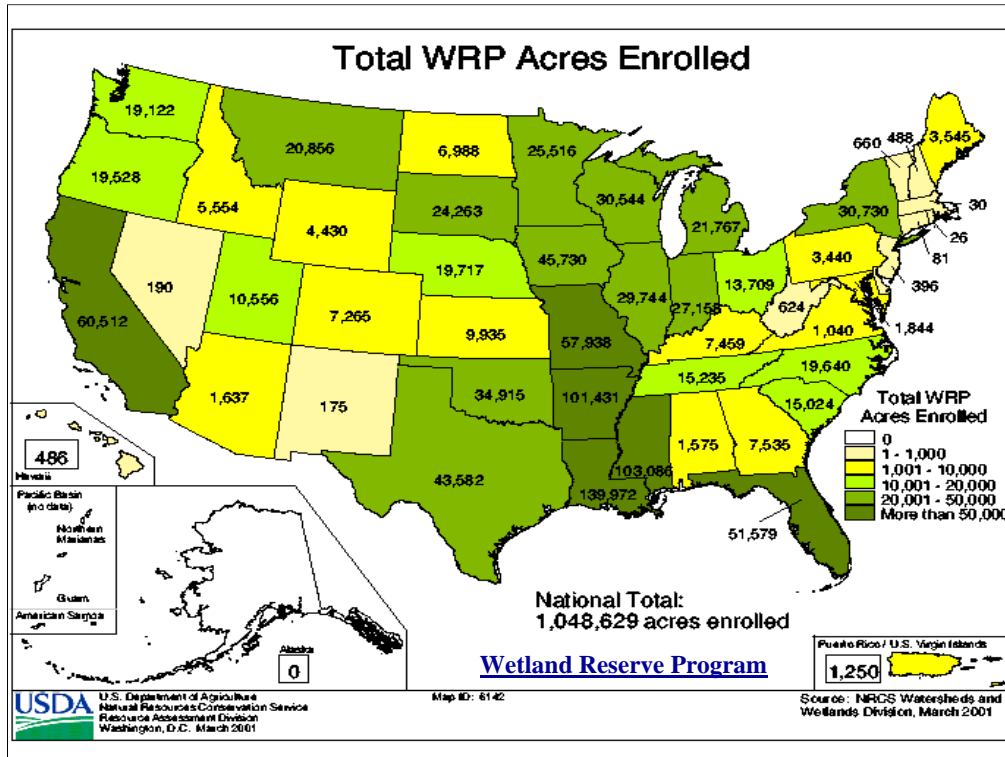 Total WRP Acres Enrolled
19,122
20,856
6,988
25,516
660
488
3,545
19,528
5,554
4,430
24,263
30,544
21,767
30,730
30
26
81
190
10,556
7,265
19,717
45,730
29,744
27,158
13,709
3,440
396
624
60,512
9,935
57,938
7,459
1,040
1,844
1,637
175
34,915
101,431
15,235
19,640
15,024
43,582
139,972
103,086
1,575
7,535
51,579
Total WRP
Acres Enrolled
0
1 - 1,000
1,001 - 10,000
10,001 - 20,000
20,001 - 50,000
More than 50,000
486
Hawaii
Pacific Basin
(no data)
Northern
Marianas
Guam
American Samoa
Alaska
0
National Total:
1,048,629 acres enrolled
Wetland Reserve Program
Puerto Rico / U.S. Virgin Islands
1,250
USDA
U.S. Department of Agriculture
Natural Resources Conservation Service
Resource Assessment Division
Washington, D.C. March 2001
Map ID: 6142
Source: NRCS Watersheds and
Wetlands Division, March 2001